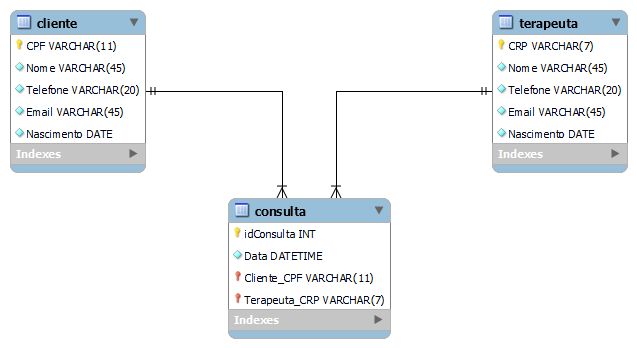 cliente
CPF VARCHAR(11)
Nome VARCHAR(45)
Telefone VARCHAR(20)
Email VARCHAR(45)
Nascimento DATE
Indexes
terapeuta
CRP VARCHAR(7)
Nome VARCHAR(45)
Telefone VARCHAR(20)
Email VARCHAR(45)
Nascimento DATE
Indexes
consulta
idConsulta INT
Data DATETIME
Cliente_CPF VARCHAR(11)
Terapeuta_CRP VARCHAR(7)
Indexes